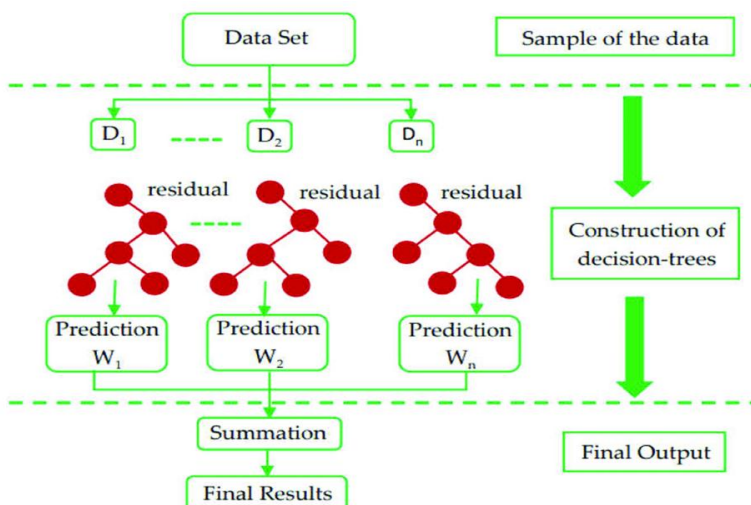 Data Set
Sample of the data
D1
D2
Dn
residual
residual
residual
Construction of
decision-trees
Prediction
W1
Prediction
W2
Prediction
Wn
Summation
Final Output
Final Results